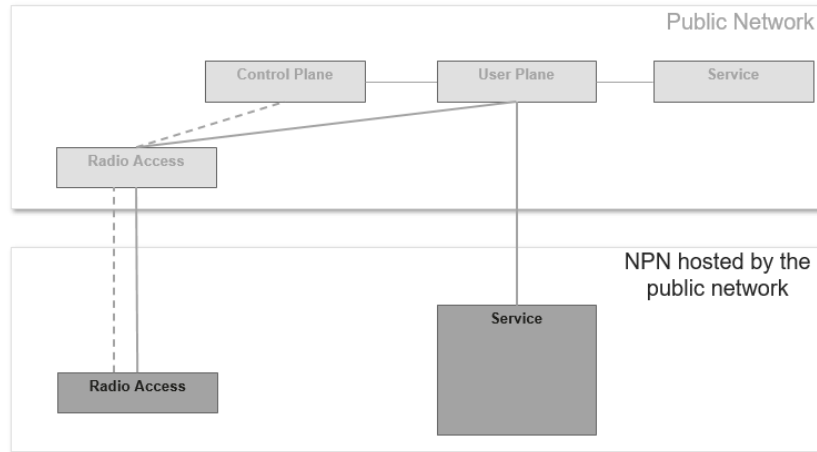 Public Network
Control Plane
User Plane
Service
Radio Access
NPN hosted by the
public network
Service
Radio Access